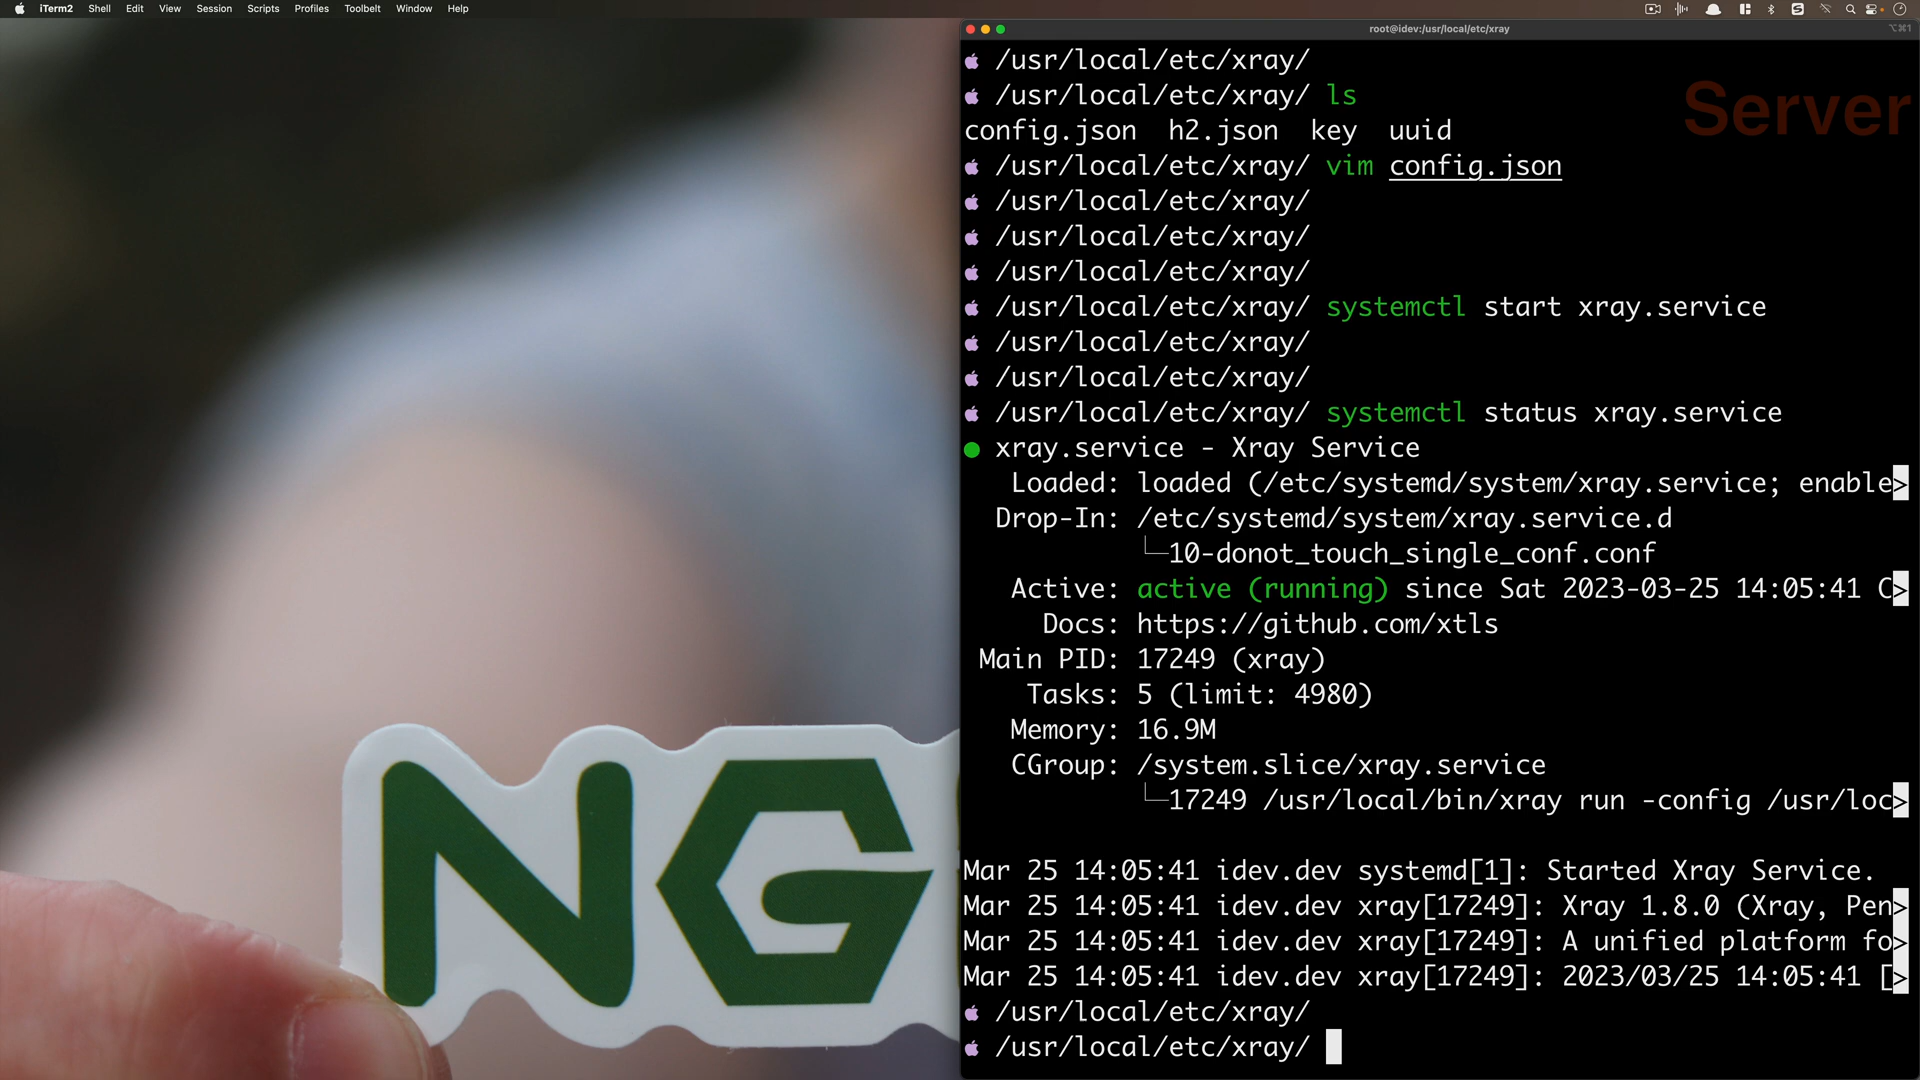 iTerm2 Shell Edit View Session Scripts Profiles Toolbelt Window Help
root@idev:/usr/local/etc/xray
⌥⌘1
Server
/usr/local/etc/xray/
/usr/local/etc/xray/ ls
config.json h2.json key uuid
/usr/local/etc/xray/ vim config.json
/usr/local/etc/xray/
/usr/local/etc/xray/
/usr/local/etc/xray/
/usr/local/etc/xray/ systemctl start xray.service
/usr/local/etc/xray/
/usr/local/etc/xray/
/usr/local/etc/xray/ systemctl status xray.service
● xray.service - Xray Service
Loaded: loaded (/etc/systemd/system/xray.service; enable>
Drop-In: /etc/systemd/system/xray.service.d
└─10-donot_touch_single_conf.conf
Active: active (running) since Sat 2023-03-25 14:05:41 C>
Docs: https://github.com/xtls
Main PID: 17249 (xray)
Tasks: 5 (limit: 4980)
Memory: 16.9M
CGroup: /system.slice/xray.service
└─17249 /usr/local/bin/xray run -config /usr/loc>
Mar 25 14:05:41 idev.dev systemd[1]: Started Xray Service.
Mar 25 14:05:41 idev.dev xray[17249]: Xray 1.8.0 (Xray, Pen>
Mar 25 14:05:41 idev.dev xray[17249]: A unified platform fo>
Mar 25 14:05:41 idev.dev xray[17249]: 2023/03/25 14:05:41 [>
/usr/local/etc/xray/
/usr/local/etc/xray/
NG